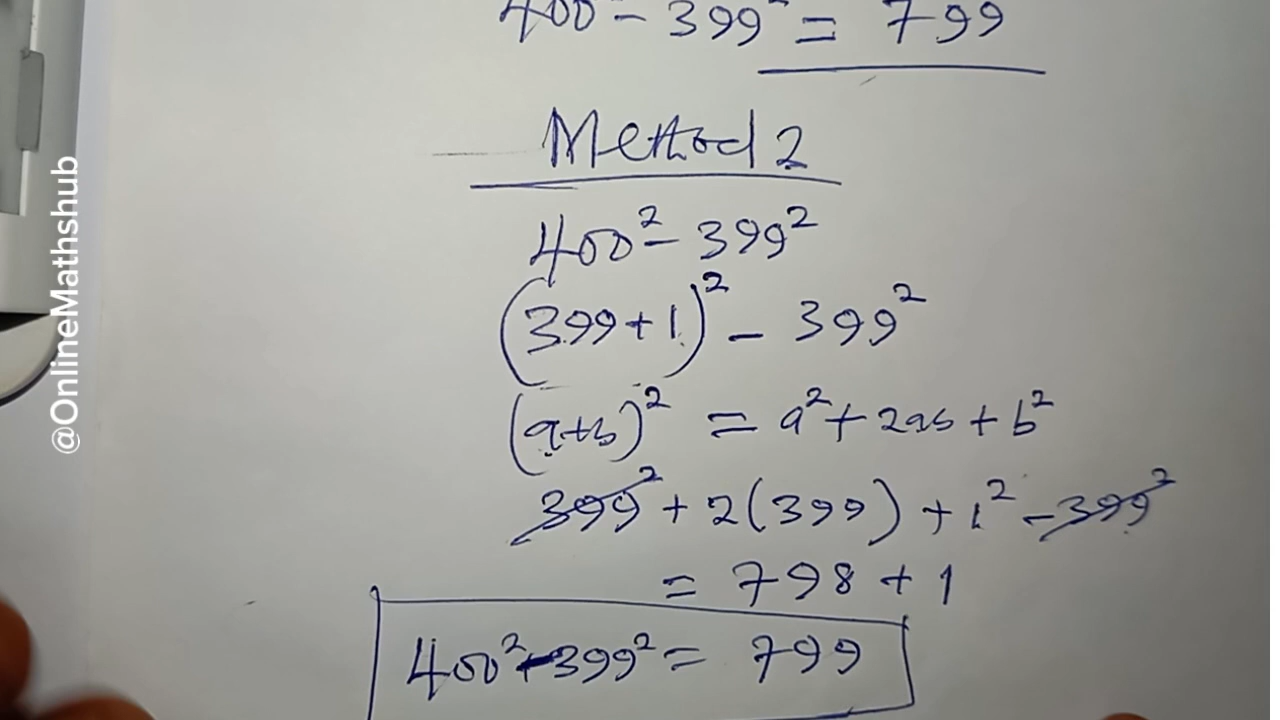 400² - 399² = 799
Method 2
400² - 399²
(399+1)² - 399²
(a+b)² = a² + 2ab + b²
399² + 2(399) + 1² - 399²
= 798 + 1
400² - 399² = 799
@OnlineMathshub